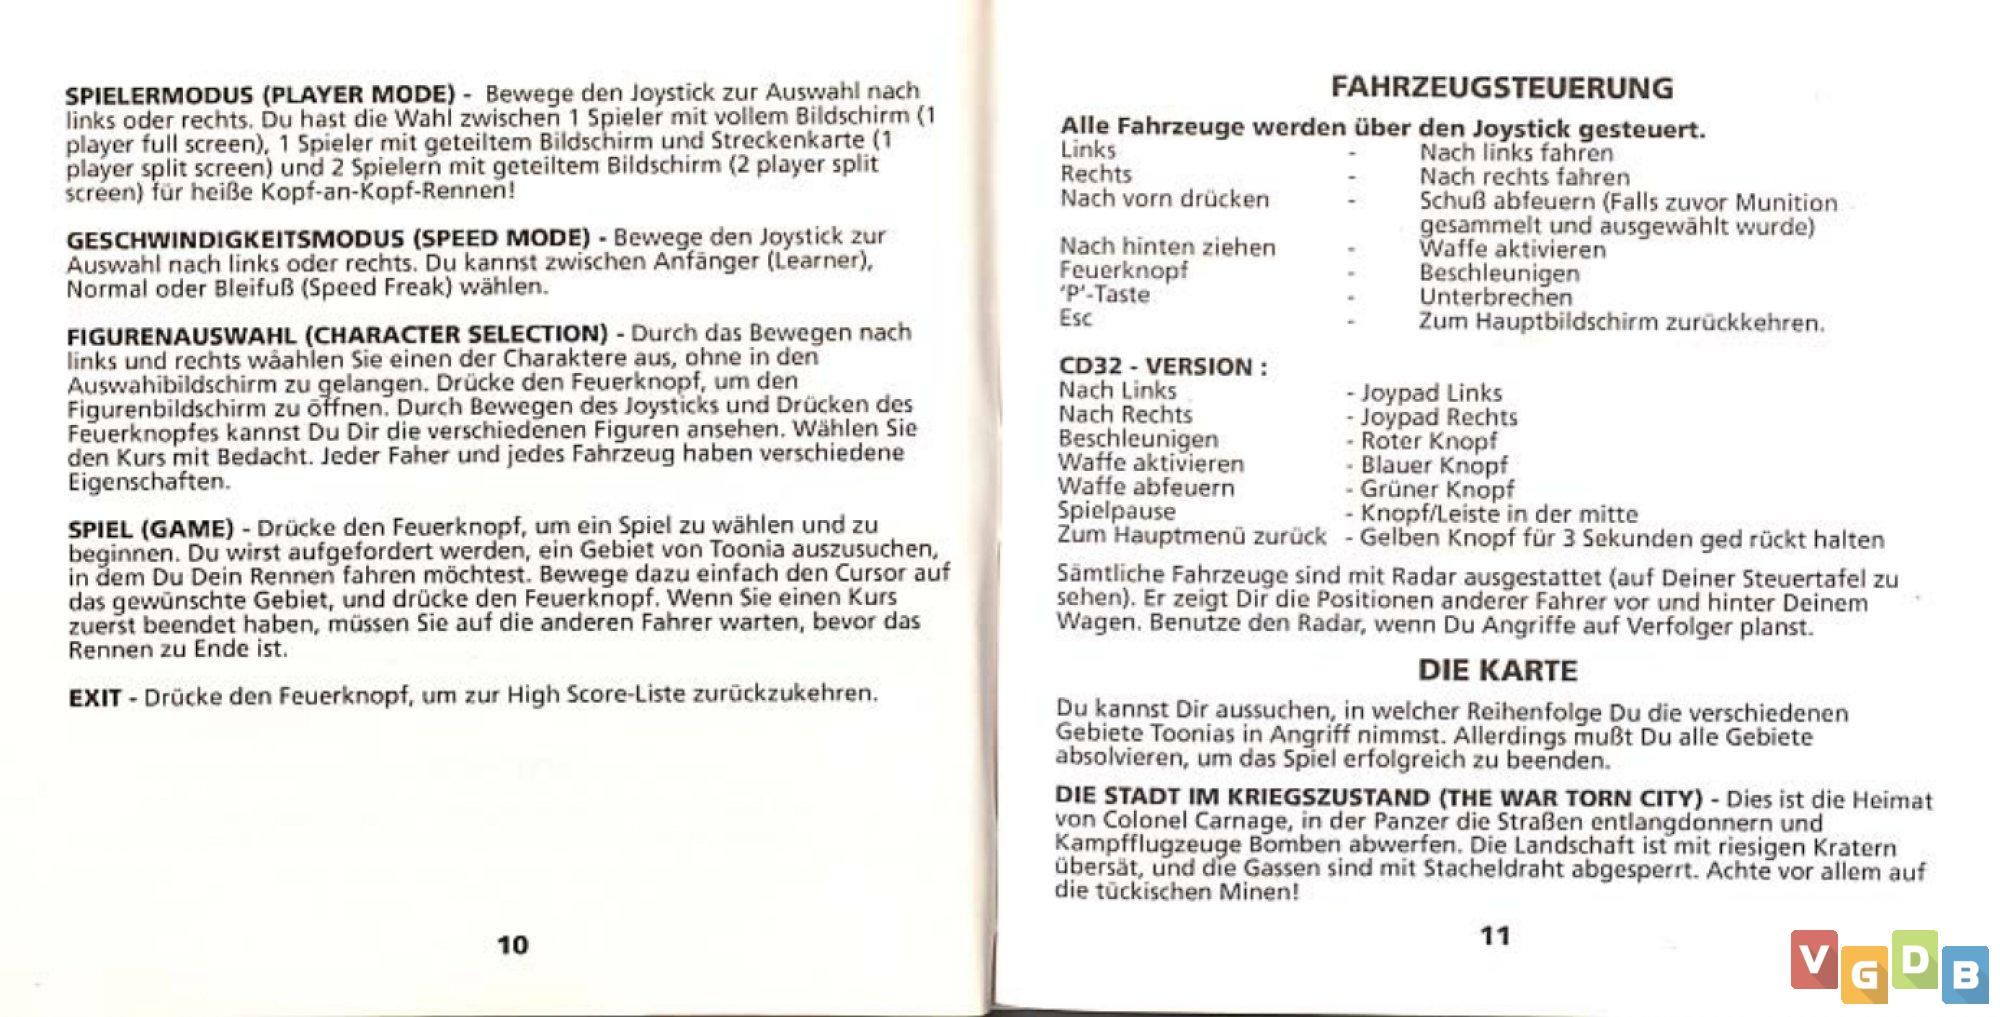 SPIELERMODUS (PLAYER MODE) - Bewege den Joystick zur Auswahl nach
links oder rechts. Du hast die Wahl zwischen 1 Spieler mit vollem Bildschirm (1
player full screen), 1 Spieler mit geteiltem Bildschirm und Streckenkarte (1
player split screen) und 2 Spielern mit geteiltem Bildschirm (2 player split
screen) für heiße Kopf-an-Kopf-Rennen!
GESCHWINDIGKEITSMODUS (SPEED MODE) - Bewege den Joystick zur
Auswahl nach links oder rechts. Du kannst zwischen Anfänger (Learner),
Normal oder Bleifuß (Speed Freak) wählen.
FIGURENAUSWAHL (CHARACTER SELECTION) - Durch das Bewegen nach
links und rechts wåahlen Sie einen der Charaktere aus, ohne in den
Auswahibildschirm zu gelangen. Drücke den Feuerknopf, um den
Figurenbildschirm zu öffnen. Durch Bewegen des Joysticks und Drücken des
Feuerknopfes kannst Du Dir die verschiedenen Figuren ansehen. Wählen Sie
den Kurs mit Bedacht. Jeder Faher und jedes Fahrzeug haben verschiedene
Eigenschaften.
SPIEL (GAME) - Drücke den Feuerknopf, um ein Spiel zu wählen und zu
beginnen. Du wirst aufgefordert werden, ein Gebiet von Toonia auszusuchen,
in dem Du Dein Rennen fahren möchtest. Bewege dazu einfach den Cursor auf
das gewünschte Gebiet, und drücke den Feuerknopf. Wenn Sie einen Kurs
zuerst beendet haben, müssen Sie auf die anderen Fahrer warten, bevor das
Rennen zu Ende ist.
EXIT - Drücke den Feuerknopf, um zur High Score-Liste zurückzukehren.
10
FAHRZEUGSTEUERUNG
Alle Fahrzeuge werden über den Joystick gesteuert.
Links - Nach links fahren
Rechts - Nach rechts fahren
Nach vorn drücken - Schuß abfeuern (Falls zuvor Munition
gesammelt und ausgewählt wurde)
Nach hinten ziehen - Waffe aktivieren
Feuerknopf - Beschleunigen
'P'-Taste - Unterbrechen
Esc - Zum Hauptbildschirm zurückkehren.
CD32 - VERSION :
Nach Links - Joypad Links
Nach Rechts - Joypad Rechts
Beschleunigen - Roter Knopf
Waffe aktivieren - Blauer Knopf
Waffe abfeuern - Grüner Knopf
Spielpause - Knopf/Leiste in der mitte
Zum Hauptmenü zurück - Gelben Knopf für 3 Sekunden ged rückt halten
Sämtliche Fahrzeuge sind mit Radar ausgestattet (auf Deiner Steuertafel zu
sehen). Er zeigt Dir die Positionen anderer Fahrer vor und hinter Deinem
Wagen. Benutze den Radar, wenn Du Angriffe auf Verfolger planst.
DIE KARTE
Du kannst Dir aussuchen, in welcher Reihenfolge Du die verschiedenen
Gebiete Toonias in Angriff nimmst. Allerdings mußt Du alle Gebiete
absolvieren, um das Spiel erfolgreich zu beenden.
DIE STADT IM KRIEGSZUSTAND (THE WAR TORN CITY) - Dies ist die Heimat
von Colonel Carnage, in der Panzer die Straßen entlangdonnern und
Kampfflugzeuge Bomben abwerfen. Die Landschaft ist mit riesigen Kratern
übersät, und die Gassen sind mit Stacheldraht abgesperrt. Achte vor allem auf
die tückischen Minen!
11
VGDB